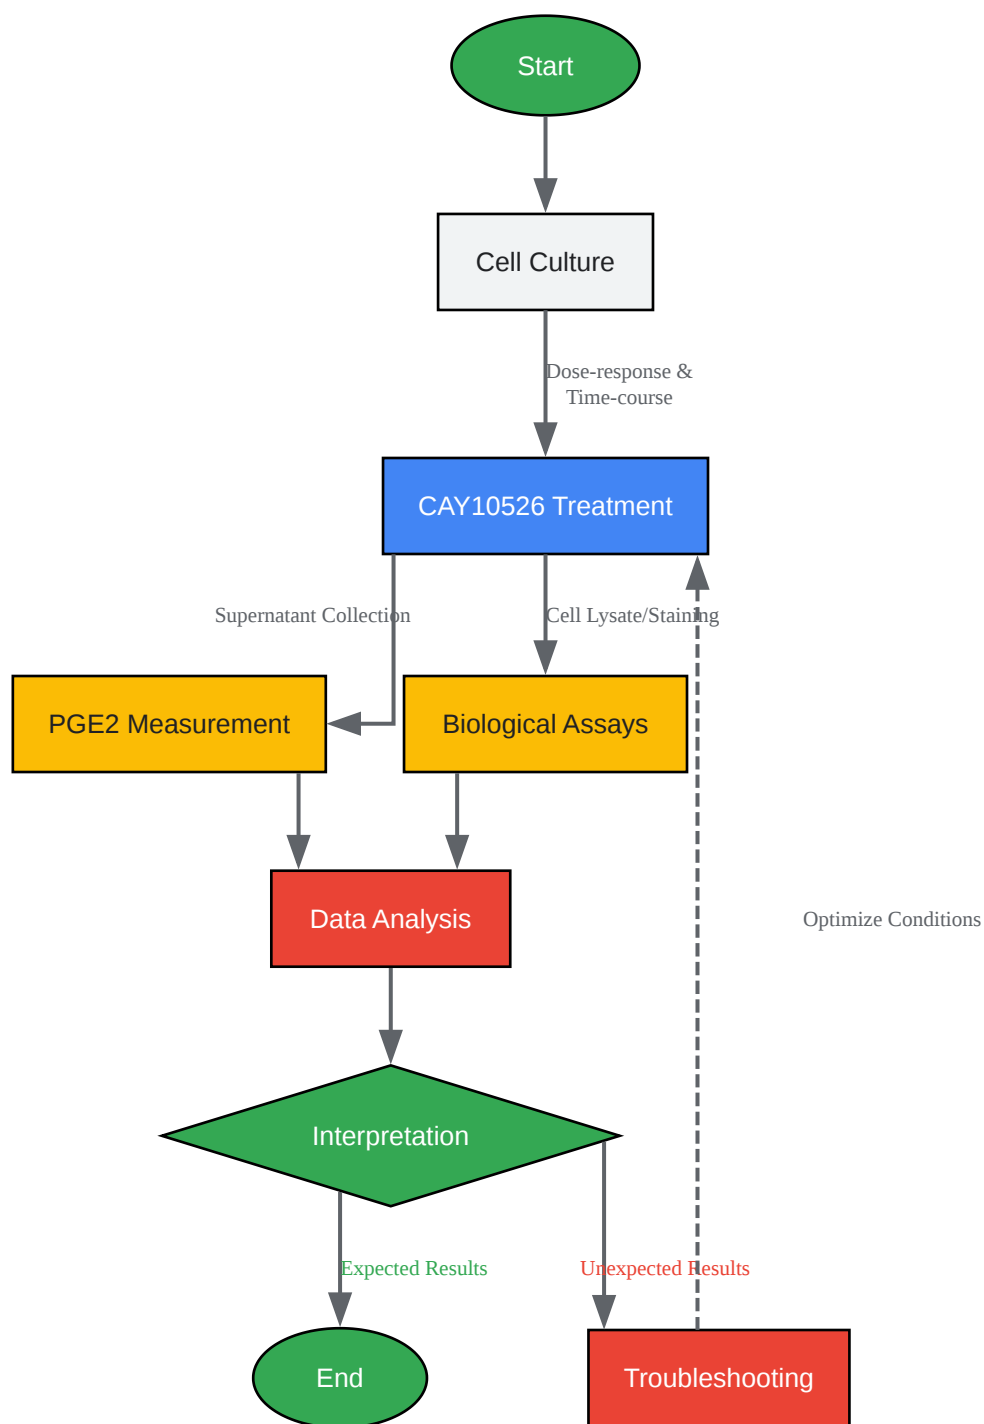 Start
Cell Culture
Dose-response &
Time-course
CAY10526 Treatment
Supernatant Collection
Cell Lysate/Staining
PGE2 Measurement
Biological Assays
Data Analysis
Optimize Conditions
Interpretation
Expected Results
Unexpected Results
End
Troubleshooting